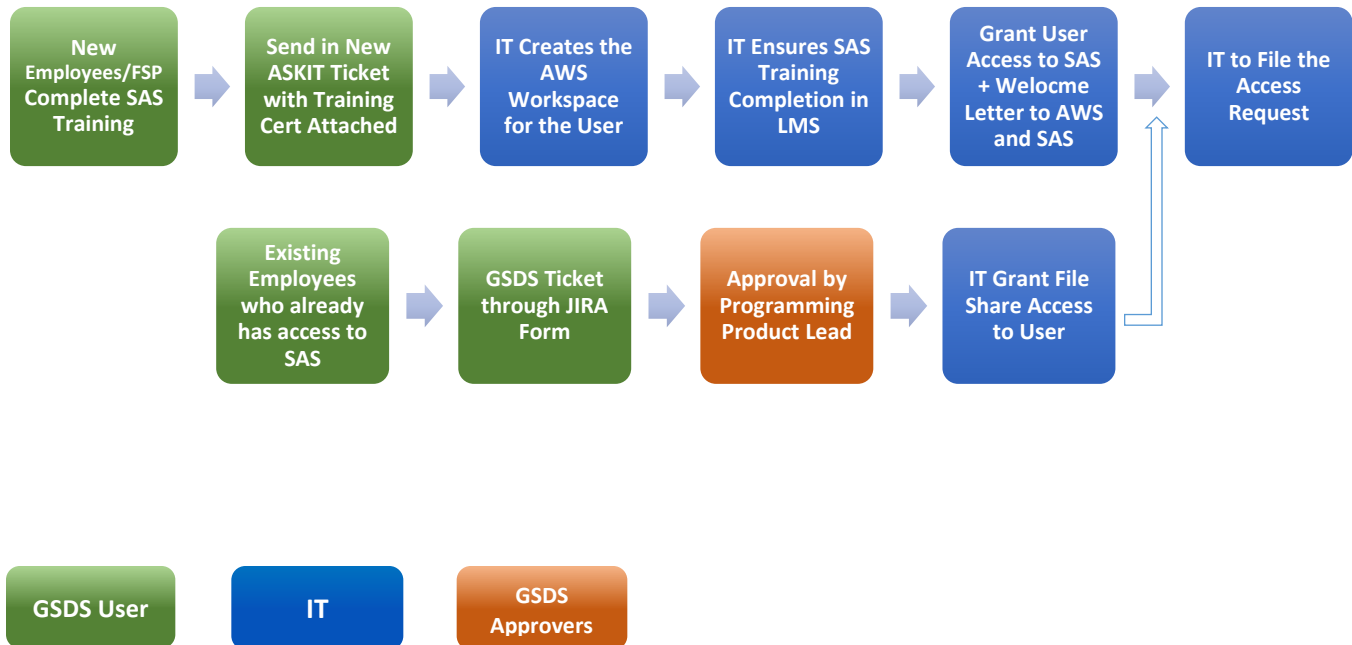 New
Employees/FSP
Complete SAS
Training
Send in New
ASKIT Ticket
with Training
Cert Attached
IT Creates the
AWS
Workspace
for the User
IT Ensures SAS
Training
Completion in
LMS
Grant User
Access to SAS
+ Welocme
Letter to AWS
and SAS
IT to File the
Access
Request
Existing
Employees
who already
has access to
SAS
GSDS Ticket
through JIRA
Form
Approval by
Programming
Product Lead
IT Grant File
Share Access
to User
GSDS User
IT
GSDS
Approvers